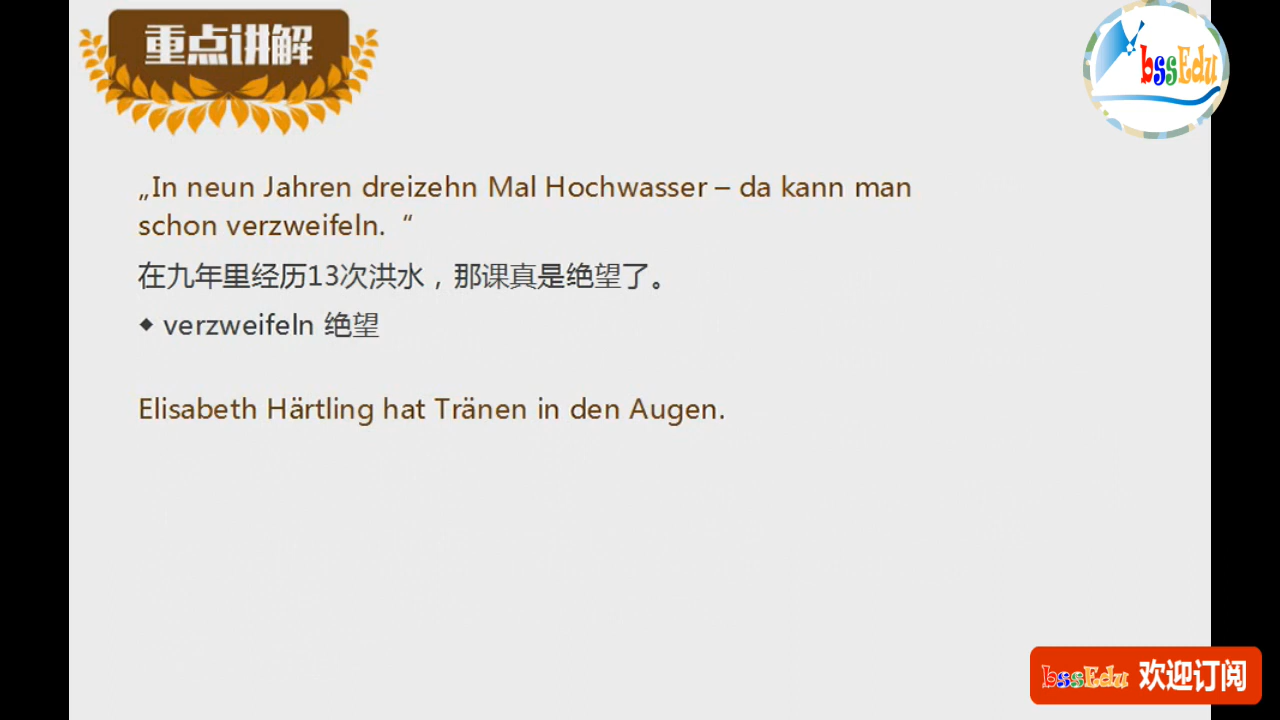 重点讲解
bssEdu
„In neun Jahren dreizehn Mal Hochwasser – da kann man
schon verzweifeln. “
在九年里经历13次洪水，那课真是绝望了。
◆ verzweifeln 绝望
Elisabeth Härtling hat Tränen in den Augen.
bssEdu 欢迎订阅